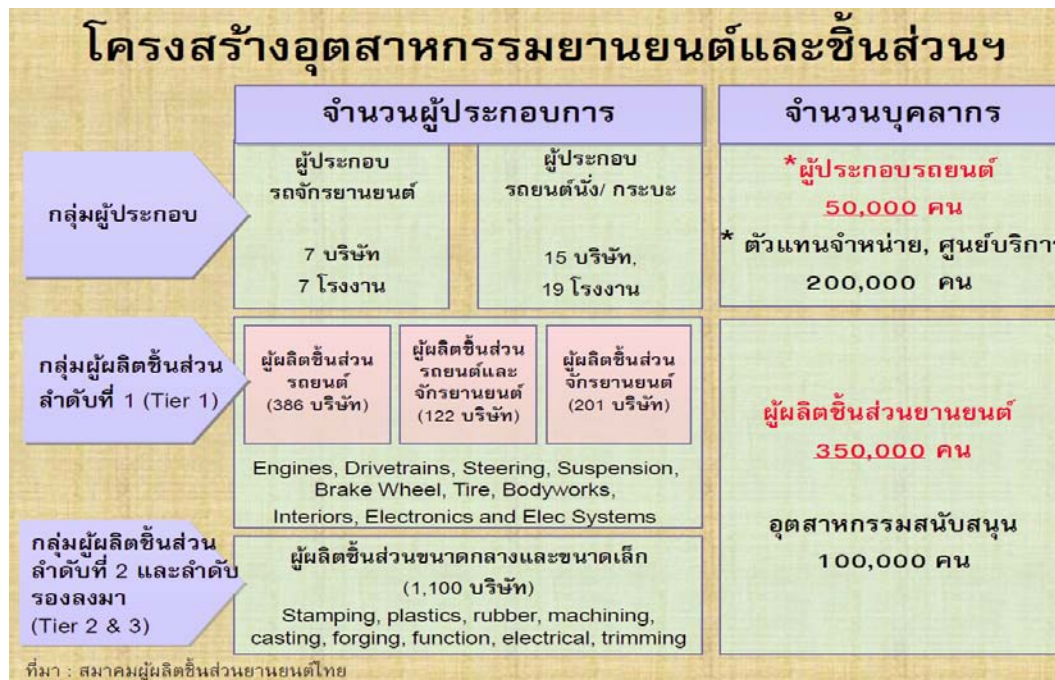 โครงสร้างอุตสาหกรรมยานยนต์และชิ้นส่วนฯ
จำนวนผู้ประกอบการ
จำนวนบุคลากร
กลุ่มผู้ประกอบ
ผู้ประกอบ
รถจักรยานยนต์
7 บริษัท
7 โรงงาน
ผู้ประกอบ
รถยนต์นั่ง/ กระบะ
15 บริษัท,
19 โรงงาน
*ผู้ประกอบรถยนต์
50,000 คน
* ตัวแทนจำหน่าย, ศูนย์บริการ
200,000 คน
กลุ่มผู้ผลิตชิ้นส่วน
ลำดับที่ 1 (Tier 1)
ผู้ผลิตชิ้นส่วน
รถยนต์
(386 บริษัท)
ผู้ผลิตชิ้นส่วน
รถยนต์และ
จักรยานยนต์
(122 บริษัท)
ผู้ผลิตชิ้นส่วน
จักรยานยนต์
(201 บริษัท)
Engines, Drivetrains, Steering, Suspension,
Brake Wheel, Tire, Bodyworks,
Interiors, Electronics and Elec Systems
ผู้ผลิตชิ้นส่วนยานยนต์
350,000 คน
อุตสาหกรรมสนับสนุน
100,000 คน
กลุ่มผู้ผลิตชิ้นส่วน
ลำดับที่ 2 และลำดับ
รองลงมา
(Tier 2 & 3)
ผู้ผลิตชิ้นส่วนขนาดกลางและขนาดเล็ก
(1,100 บริษัท)
Stamping, plastics, rubber, machining,
casting, forging, function, electrical, trimming
ที่มา : สมาคมผู้ผลิตชิ้นส่วนยานยนต์ไทย